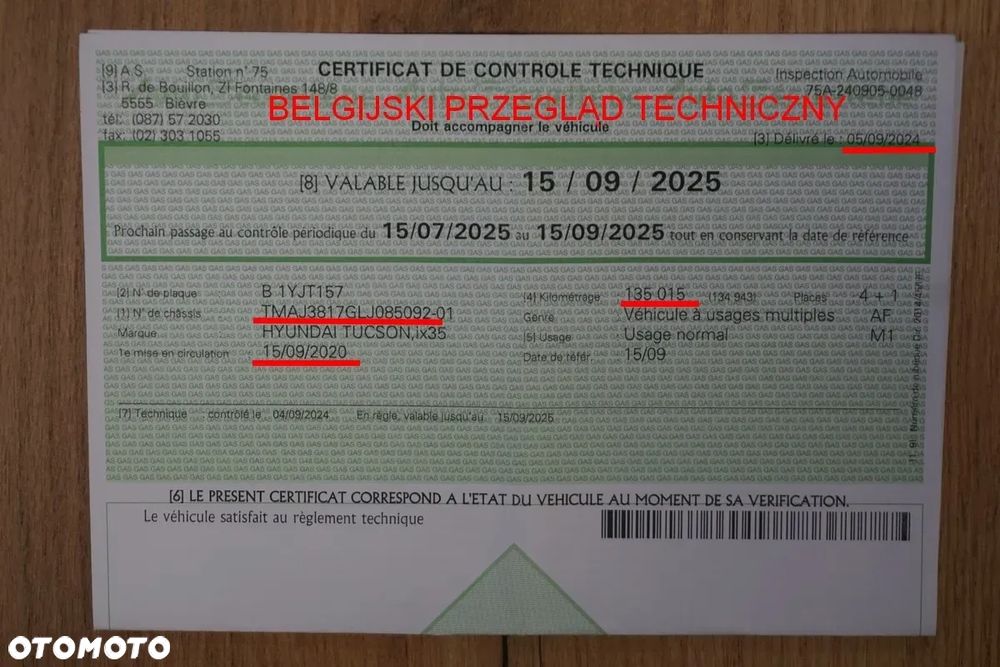 [9] A S Station n° 75 CERTIFICAT DE CONTROLE TECHNIQUE Inspection Automobile
[3] R. de Bouillon, ZI Fontaines 148/8 75A-240905-0048
5555 Bièvre BELGIJSKI PRZEGLĄD TECHNICZNY
tél: (087) 57 2030 Doit accompagner le véhicule
fax: (02) 303 1055 [3] Délivré le : 05/09/2024
[8] VALABLE JUSQU'AU : 15 / 09 / 2025
Prochain passage au contrôle périodique du 15/07/2025 au 15/09/2025 tout en conservant la date de référence
[2] N° de plaque : B 1YJT157 [4] Kilométrage : 135 015 (134 943) Places 4 + 1
[1] N° de châssis : TMAJ3817GLJ085092-01 Genre : Véhicule à usages multiples AF
Marque : HYUNDAI TUCSON,ix35 [5] Usage : Usage normal M1
1e mise en circulation : 15/09/2020 Date de référ. : 15/09
[7] Technique : contrôlé le 04/09/2024 En règle, valable jusqu'au 15/09/2025
[6] LE PRESENT CERTIFICAT CORRESPOND A L'ETAT DU VEHICULE AU MOMENT DE SA VERIFICATION.
Le véhicule satisfait au règlement technique
OTOMOTO